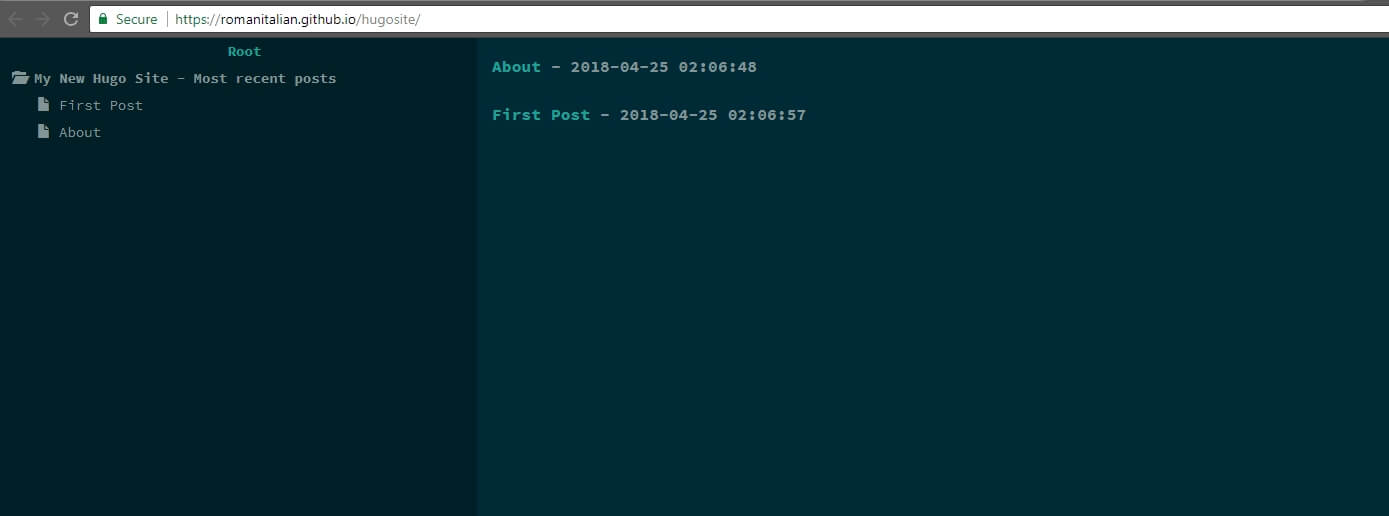 Secure https://romanitalian.github.io/hugosite/
Root
My New Hugo Site - Most recent posts
First Post
About
About - 2018-04-25 02:06:48
First Post - 2018-04-25 02:06:57